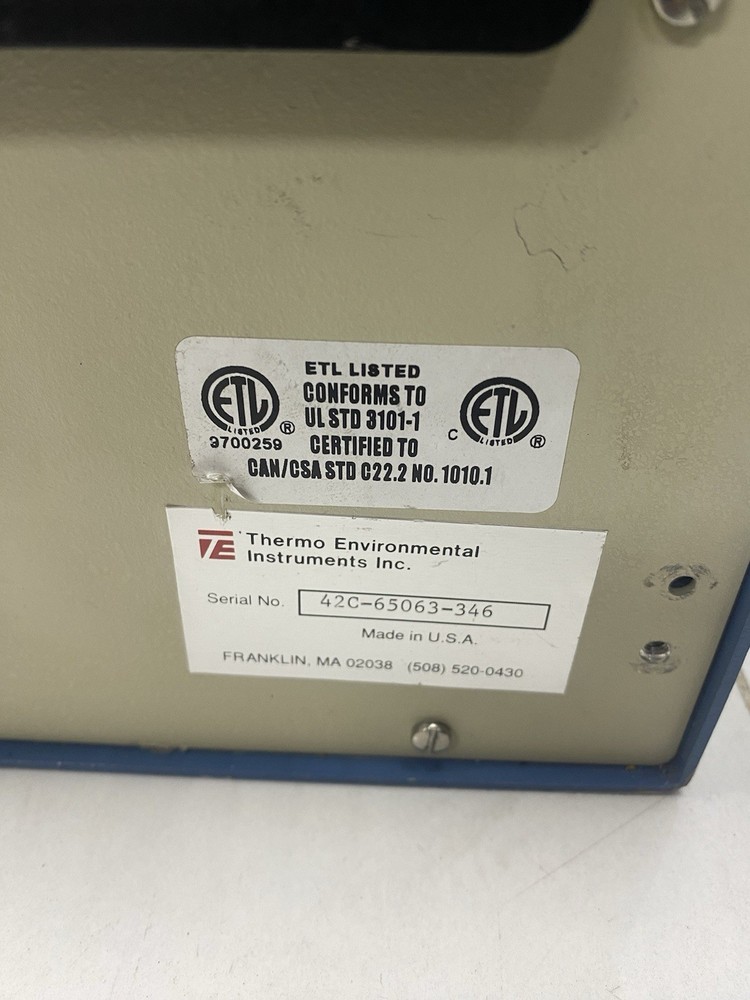 ETL LISTED
CONFORMS TO
UL STD 3101-1
CERTIFIED TO
CAN/CSA STD C22.2 NO. 1010.1
ETL
LISTED
®
9700259
C
ETL
LISTED
®
TE
Thermo Environmental
Instruments Inc.
Serial No. 42C-65063-346
Made in U.S.A.
FRANKLIN, MA 02038 (508) 520-0430